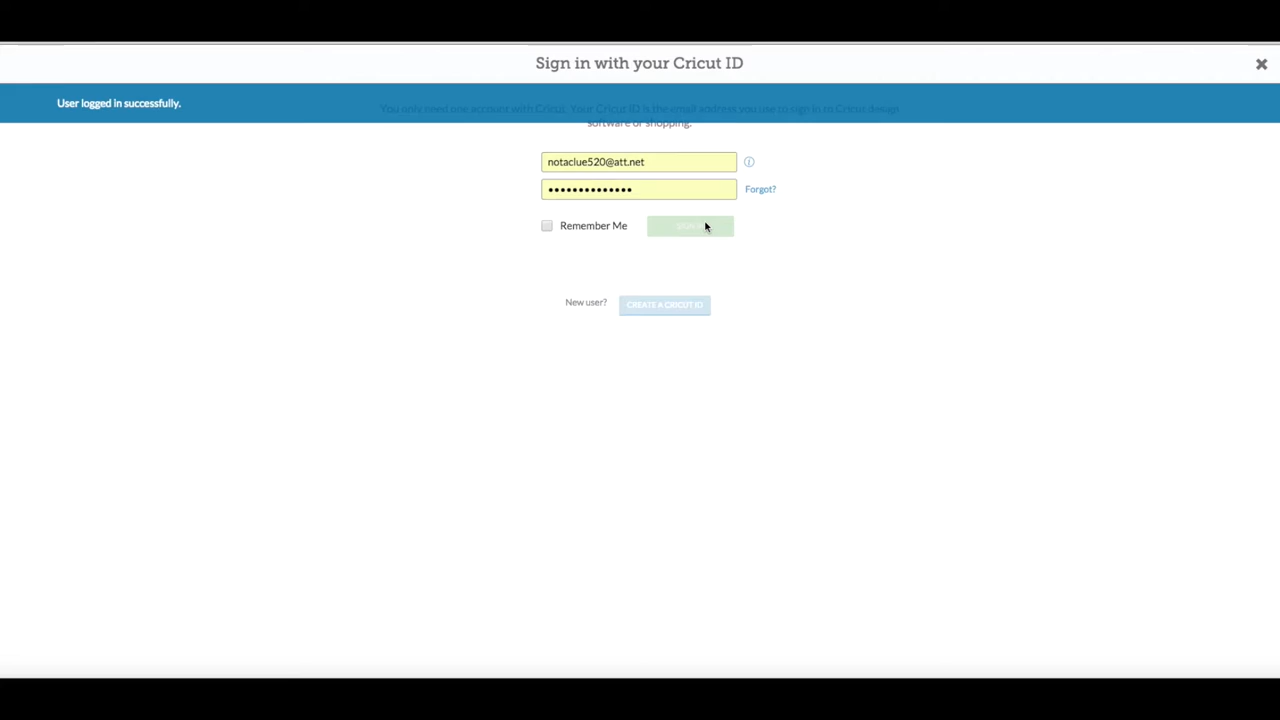 Sign in with your Cricut ID
User logged in successfully.
You only need one account with Cricut. Your Cricut ID is the email address you use to sign in to Cricut design
software or shopping.
notaclue520@att.net
••••••••••••••
Forgot?
Remember Me
New user?
CREATE A CRICUT ID